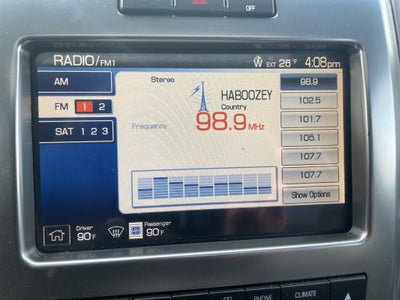 RADIO/FM1
W EXT 26°F 4:08pm
AM
FM 1 2
SAT 1 2 3
Stereo
HABOOZEY
Country
Frequency
98.9 MHz
98.9
102.5
101.7
105.1
107.7
107.7
Show Options
Driver
90°F
Passenger
90°F
PHONE
CLIMATE